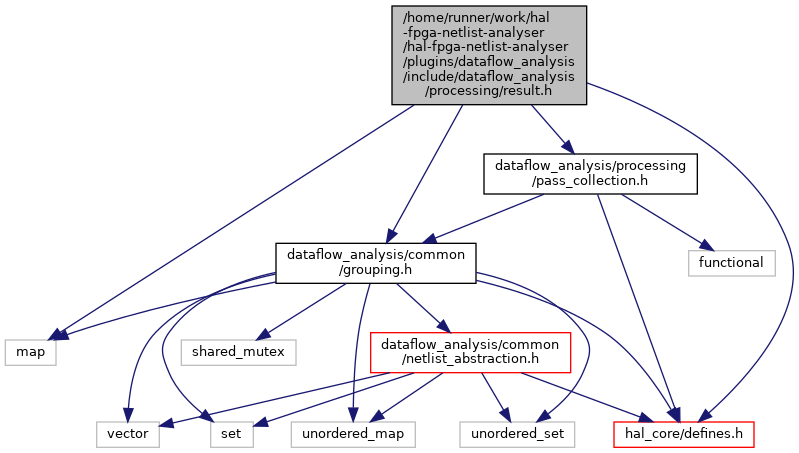 /home/runner/work/hal
-fpga-netlist-analyser
/hal-fpga-netlist-analyser
/plugins/dataflow_analysis
/include/dataflow_analysis
/processing/result.h
dataflow_analysis/processing
/pass_collection.h
dataflow_analysis/common
/grouping.h
functional
map
shared_mutex
dataflow_analysis/common
/netlist_abstraction.h
vector
set
unordered_map
unordered_set
hal_core/defines.h